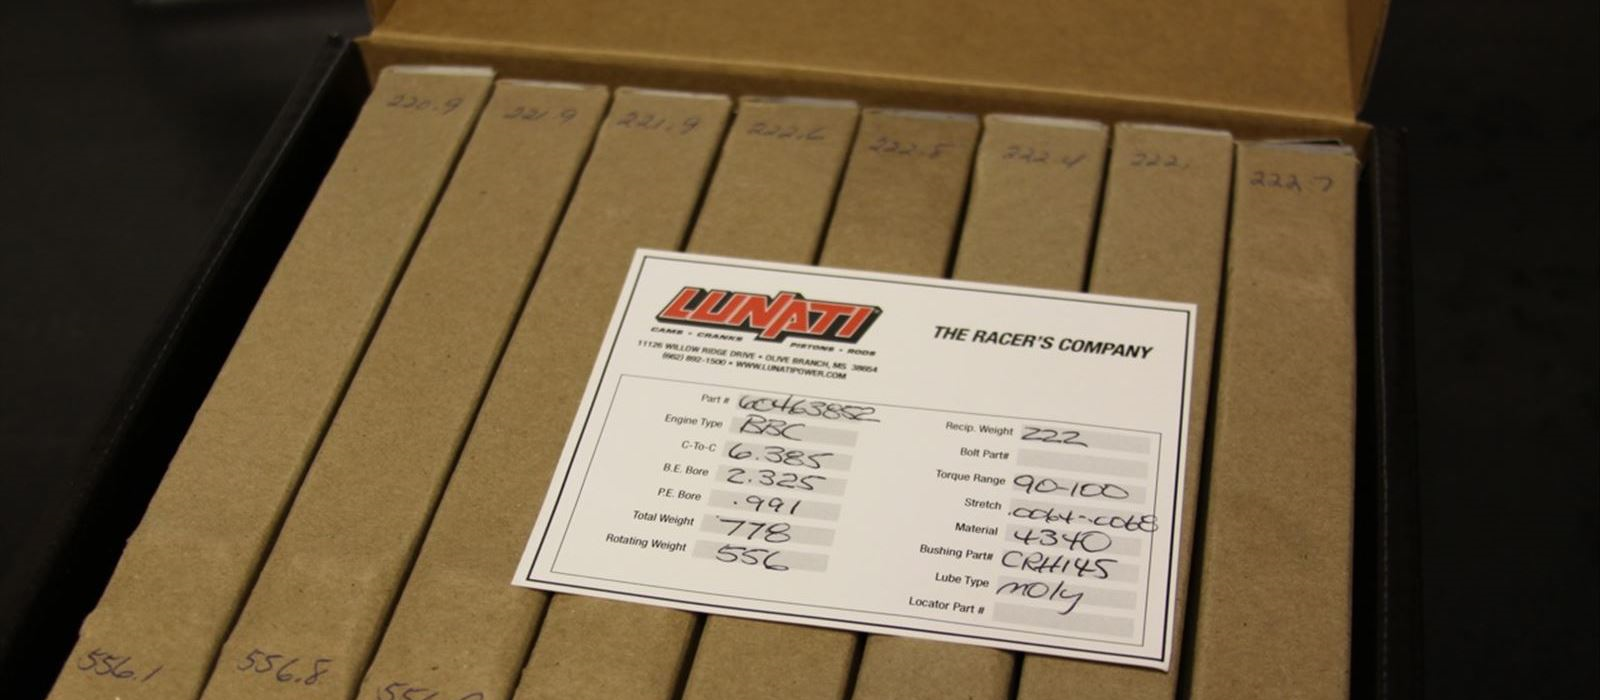 220.9 221.9 221.9 222.6 222.5 222.4 222. 222.7
LUNATI
CAMS • CRANKS PISTONS • RODS
11126 WILLOW RIDGE DRIVE • OLIVE BRANCH, MS 38654
(662) 892-1500 • WWW.LUNATIPOWER.COM
THE RACER'S COMPANY
Part # 60463852
Engine Type BBC
C-To-C 6.385
B.E. Bore 2.325
P.E. Bore .991
Total Weight 778
Rotating Weight 556
Recip. Weight 222
Bolt Part#
Torque Range 90-100
Stretch .0064-.0068
Material 4340
Bushing Part# CRH145
Lube Type moly
Locator Part #
556.1 556.8